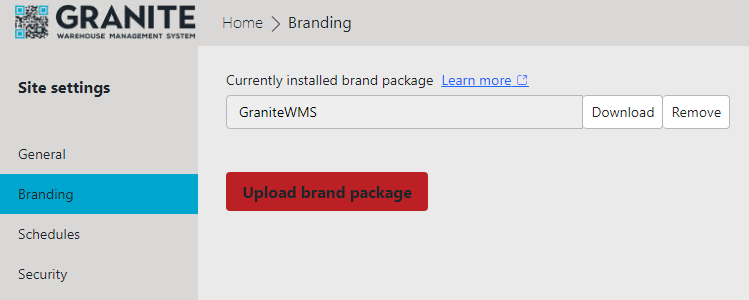 GRANITE
WAREHOUSE MANAGEMENT SYSTEM
Home > Branding
Site settings
General
Branding
Schedules
Security
Currently installed brand package Learn more
GraniteWMS Download Remove
Upload brand package